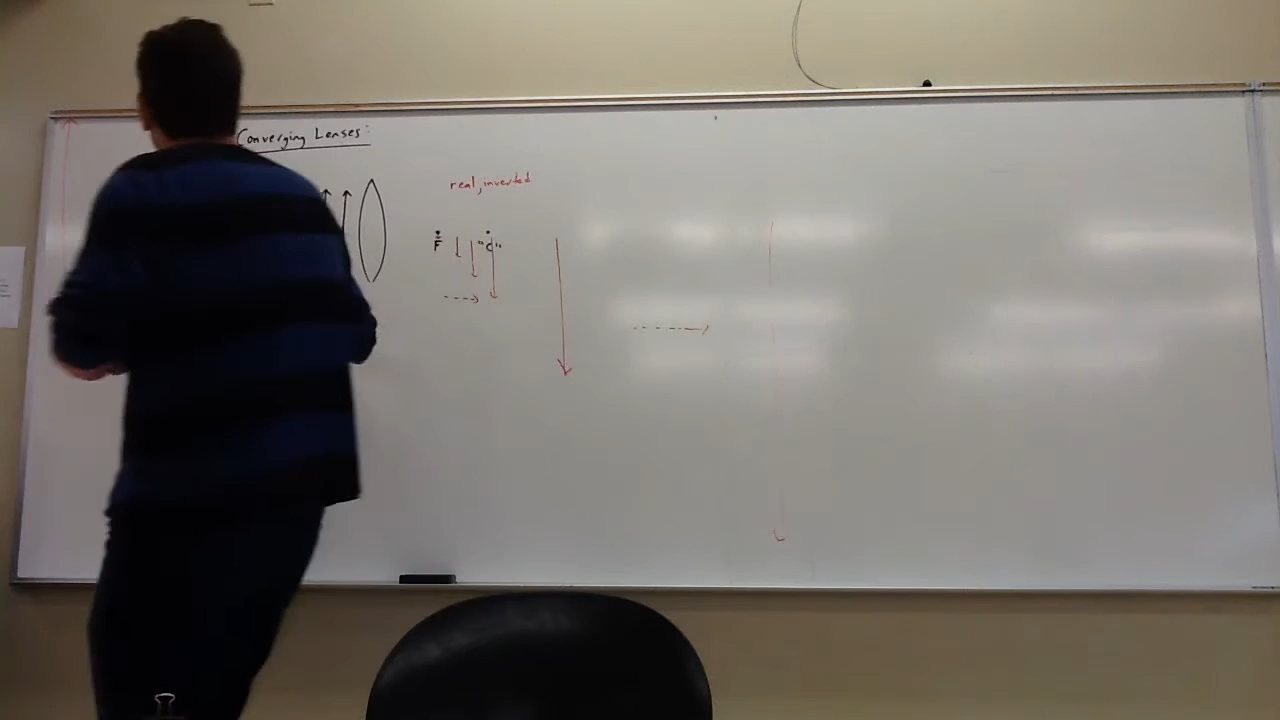 Converging Lenses:
real, inverted
F "C"